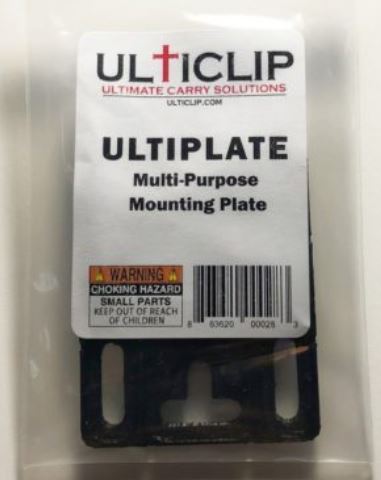 ULTICLIP
ULTIMATE CARRY SOLUTIONS
ULTICLIP.COM
ULTIPLATE
Multi-Purpose
Mounting Plate
WARNING
CHOKING HAZARD
SMALL PARTS
KEEP OUT OF REACH
OF CHILDREN
8 63620 00028 3